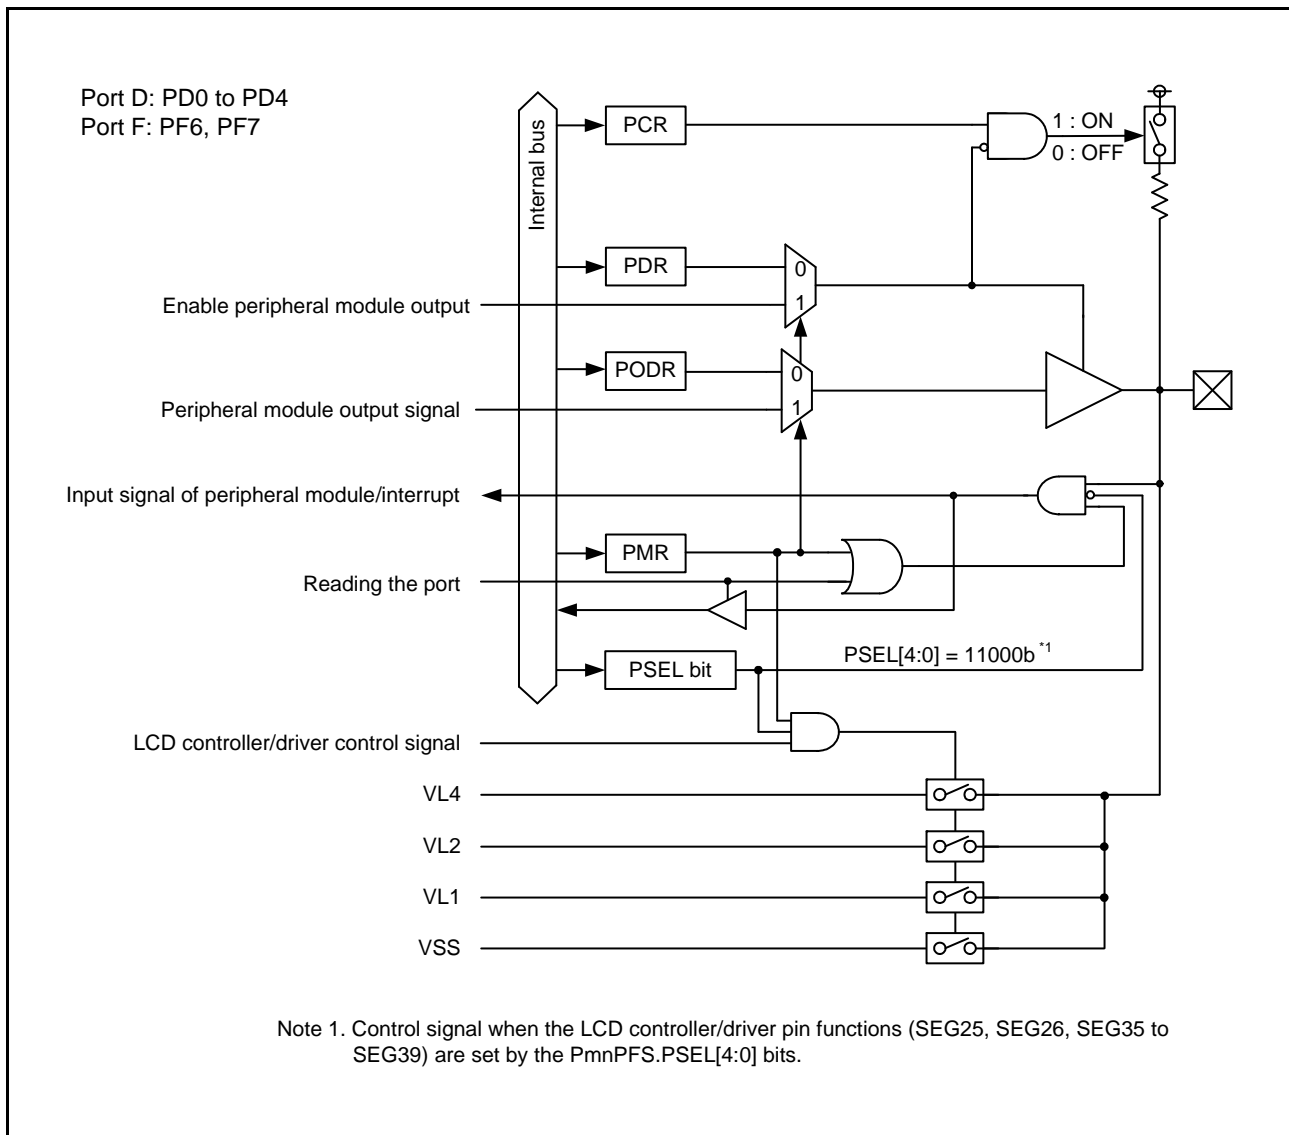 Port D: PD0 to PD4
Port F: PF6, PF7
Internal bus
PCR
1 : ON
0 : OFF
PDR
0
Enable peripheral module output
1
PODR
0
Peripheral module output signal
1
Input signal of peripheral module/interrupt
PMR
Reading the port
PSEL bit
PSEL[4:0] = 11000b *1
LCD controller/driver control signal
VL4
VL2
VL1
VSS
Note 1. Control signal when the LCD controller/driver pin functions (SEG25, SEG26, SEG35 to
SEG39) are set by the PmnPFS.PSEL[4:0] bits.